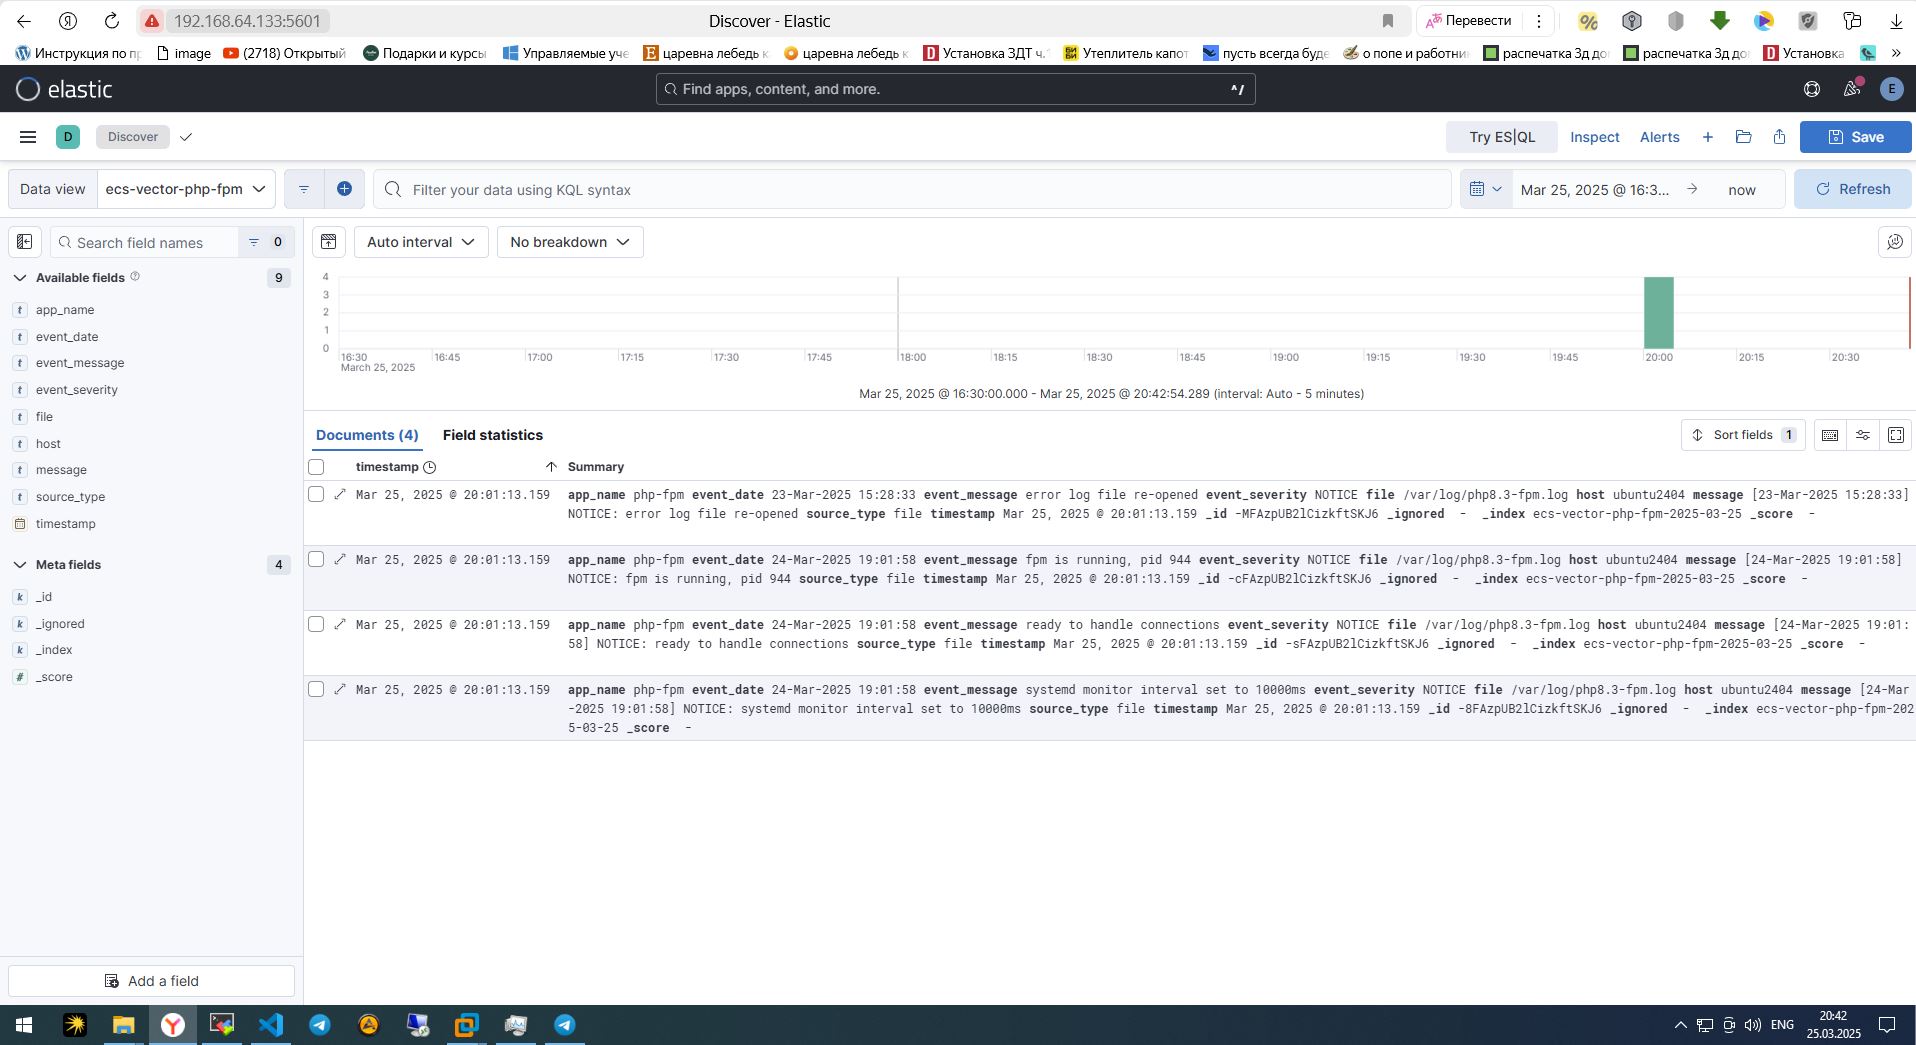 192.168.64.133:5601
Discover - Elastic
Перевести
Инструкция по пр
image
(2718) Открытый
Подарки и курсы
Управляемые уче
царевна лебедь к
царевна лебедь к
Установка ЗДТ ч.
Утеплитель капот
пусть всегда буде
о попе и работник
распечатка 3д дог
распечатка 3д дог
Установка
»
elastic
Find apps, content, and more.
^/
E
D
Discover
Try ES|QL
Inspect
Alerts
Save
Data view
ecs-vector-php-fpm
Filter your data using KQL syntax
Mar 25, 2025 @ 16:3...
now
Refresh
Search field names
0
Auto interval
No breakdown
Available fields
9
t app_name
t event_date
t event_message
t event_severity
t file
t host
t message
t source_type
timestamp
Meta fields
4
k _id
k _ignored
k _index
# _score
Add a field
4
3
2
1
0
16:30 16:45 17:00 17:15 17:30 17:45 18:00 18:15 18:30 18:45 19:00 19:15 19:30 19:45 20:00 20:15 20:30
March 25, 2025
Mar 25, 2025 @ 16:30:00.000 - Mar 25, 2025 @ 20:42:54.289 (interval: Auto - 5 minutes)
Documents (4)
Field statistics
Sort fields 1
timestamp
Summary
Mar 25, 2025 @ 20:01:13.159 app_name php-fpm event_date 23-Mar-2025 15:28:33 event_message error log file re-opened event_severity NOTICE file /var/log/php8.3-fpm.log host ubuntu2404 message [23-Mar-2025 15:28:33]
NOTICE: error log file re-opened source_type file timestamp Mar 25, 2025 @ 20:01:13.159 _id -MFAzpUB2lCizkftSKJ6 _ignored - _index ecs-vector-php-fpm-2025-03-25 _score -
Mar 25, 2025 @ 20:01:13.159 app_name php-fpm event_date 24-Mar-2025 19:01:58 event_message fpm is running, pid 944 event_severity NOTICE file /var/log/php8.3-fpm.log host ubuntu2404 message [24-Mar-2025 19:01:58]
NOTICE: fpm is running, pid 944 source_type file timestamp Mar 25, 2025 @ 20:01:13.159 _id -cFAzpUB2lCizkftSKJ6 _ignored - _index ecs-vector-php-fpm-2025-03-25 _score -
Mar 25, 2025 @ 20:01:13.159 app_name php-fpm event_date 24-Mar-2025 19:01:58 event_message ready to handle connections event_severity NOTICE file /var/log/php8.3-fpm.log host ubuntu2404 message [24-Mar-2025 19:01:
58] NOTICE: ready to handle connections source_type file timestamp Mar 25, 2025 @ 20:01:13.159 _id -sFAzpUB2lCizkftSKJ6 _ignored - _index ecs-vector-php-fpm-2025-03-25 _score -
Mar 25, 2025 @ 20:01:13.159 app_name php-fpm event_date 24-Mar-2025 19:01:58 event_message systemd monitor interval set to 10000ms event_severity NOTICE file /var/log/php8.3-fpm.log host ubuntu2404 message [24-Mar
-2025 19:01:58] NOTICE: systemd monitor interval set to 10000ms source_type file timestamp Mar 25, 2025 @ 20:01:13.159 _id -8FAzpUB2lCizkftSKJ6 _ignored - _index ecs-vector-php-fpm-202
5-03-25 _score -
ENG
20:42
25.03.2025